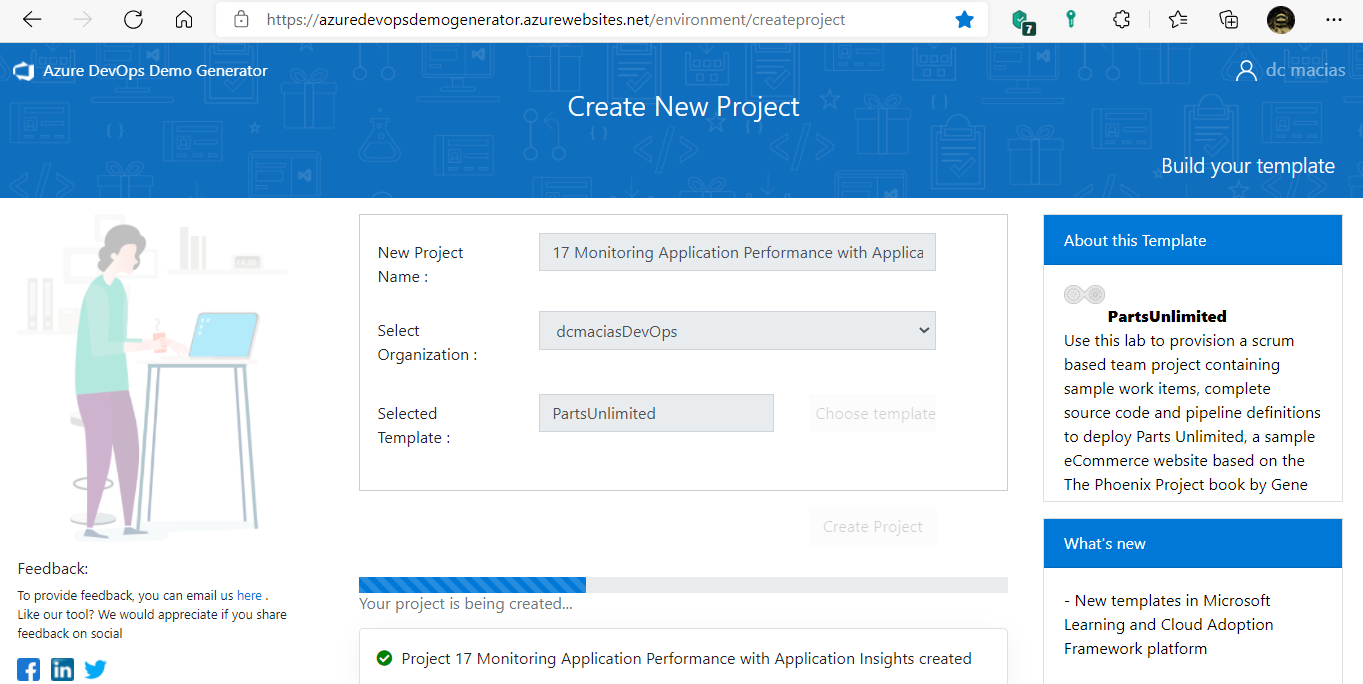 https://azuredevopsdemogenerator.azurewebsites.net/environment/createproject
7
Azure DevOps Demo Generator
dc macias
Create New Project
Build your template
New Project
Name :
17 Monitoring Application Performance with Applica
Select
Organization :
dcmaciasDevOps
Selected
Template :
PartsUnlimited
Choose template
Create Project
Your project is being created...
Project 17 Monitoring Application Performance with Application Insights created
About this Template
PartsUnlimited
Use this lab to provision a scrum
based team project containing
sample work items, complete
source code and pipeline definitions
to deploy Parts Unlimited, a sample
eCommerce website based on the
The Phoenix Project book by Gene
What's new
- New templates in Microsoft
Learning and Cloud Adoption
Framework platform
Feedback:
To provide feedback, you can email us here .
Like our tool? We would appreciate if you share
feedback on social